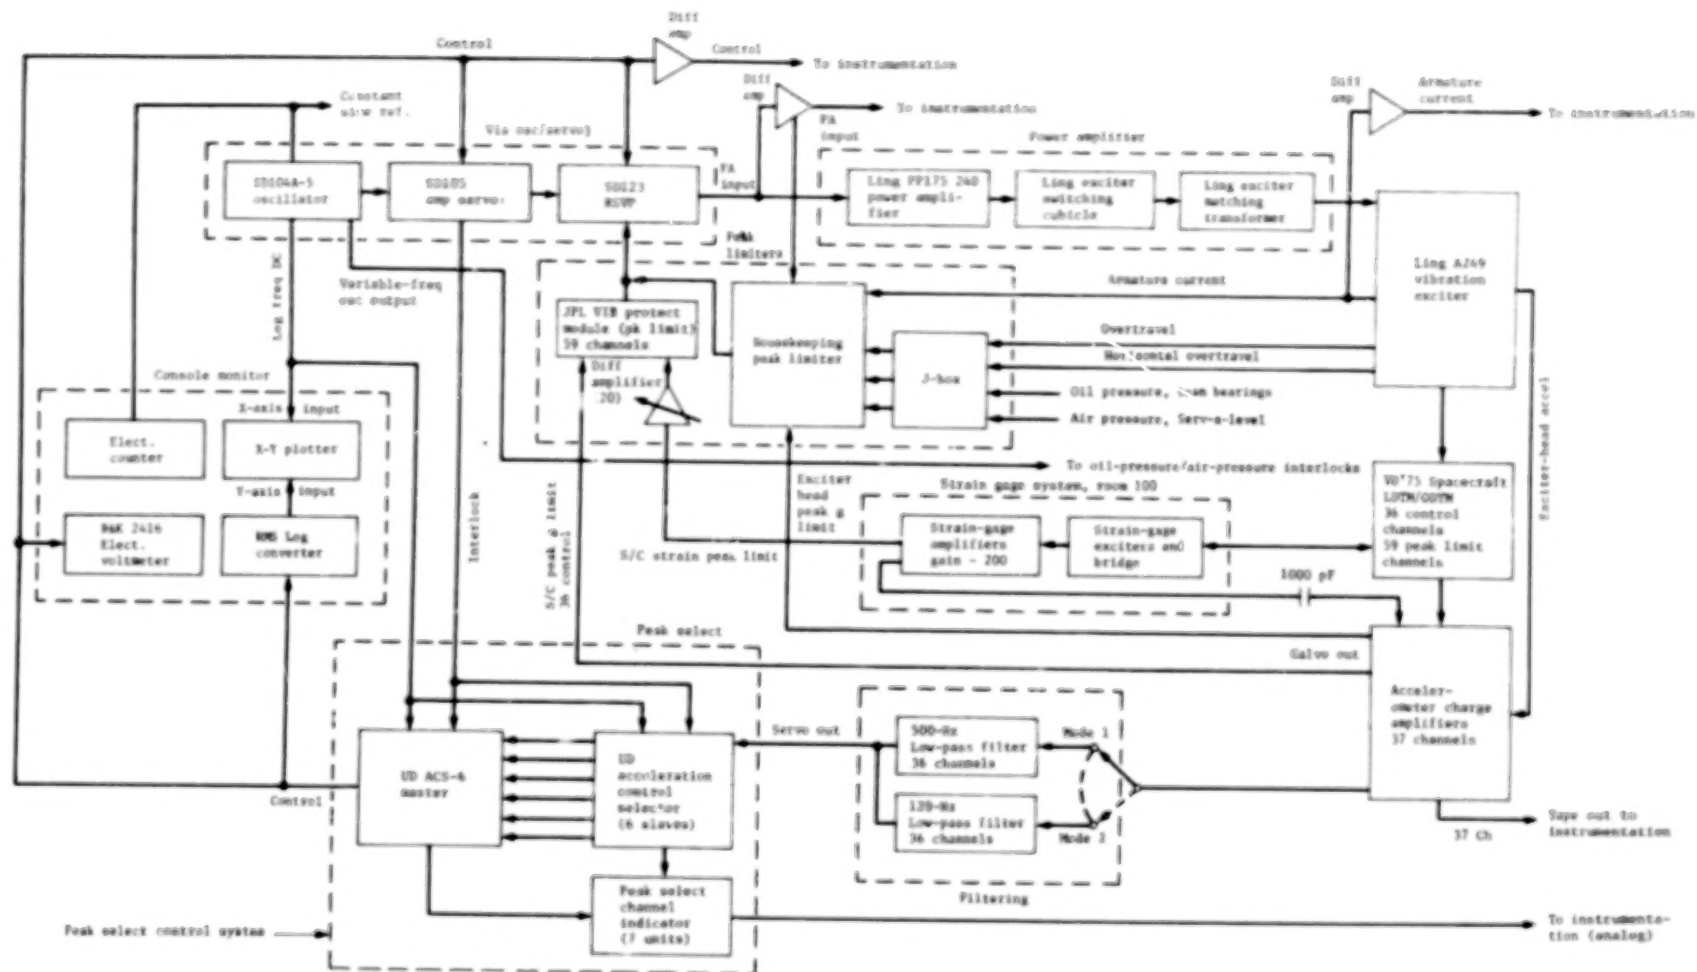 Diff
amp
Control
Control
To instrumentation
Diff
amp
To instrumentation
PA
input
Diff
amp
Armature
current
To instrumentation
Constant
Via osc/servo
Power amplifier
SD104A-5
oscillator
SD105
amp servo
SD123
RSVP
PA
input
Ling PP175 240
power ampli-
fier
Ling exciter
switching
cubicle
Ling exciter
matching
transformer
Ling A249
vibration
exciter
Peak
limiters
Log freq DC
Variable-freq
osc output
JPL VIB protect
module (pk limit)
59 channels
Housekeeping
peak limiter
J-box
Armature current
Overtravel
Horizontal overtravel
Oil pressure, bearings
Air pressure, Serv-a-level
Diff
amplifier
(20)
Exciter-head accel
Console monitor
X-axis input
Elect.
counter
X-Y plotter
Y-axis input
B&K 2416
Elect.
voltmeter
RMS Log
converter
Interlock
S/C peak g limit
36 control
S/C strain peak limit
Exciter
head
peak g
limit
To oil-pressure/air-pressure interlocks
Strain gage system, room 100
Strain-gage
amplifiers
gain - 200
Strain-gage
exciters and
bridge
1000 pF
VO'75 Spacecraft
LDTM/ODTM
36 control
channels
59 peak limit
channels
Peak select
Galvo out
Acceler-
ometer charge
amplifiers
37 channels
Servo out
500-Hz
Low-pass filter
36 channels
Mode 1
120-Hz
Low-pass filter
36 channels
Mode 2
Filtering
UD ACS-6
master
UD
acceleration
control
selector
(6 slaves)
Control
37 Ch
Tape out to
instrumentation
Peak select
channel
indicator
(7 units)
Peak select control system
To instrumenta-
tion (analog)